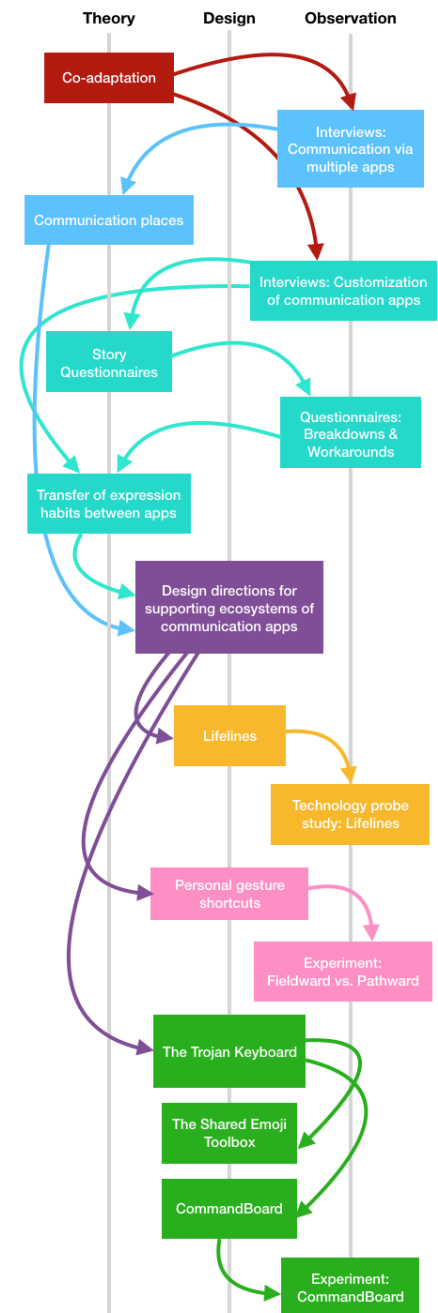 Theory
Design
Observation
Co-adaptation
Interviews:
Communication via
multiple apps
Communication places
Interviews: Customization
of communication apps
Story
Questionnaires
Questionnaires:
Breakdowns &
Workarounds
Transfer of expression
habits between apps
Design directions for
supporting ecosystems of
communication apps
Lifelines
Technology probe
study: Lifelines
Personal gesture
shortcuts
Experiment:
Fieldward vs. Pathward
The Trojan Keyboard
The Shared Emoji
Toolbox
CommandBoard
Experiment:
CommandBoard